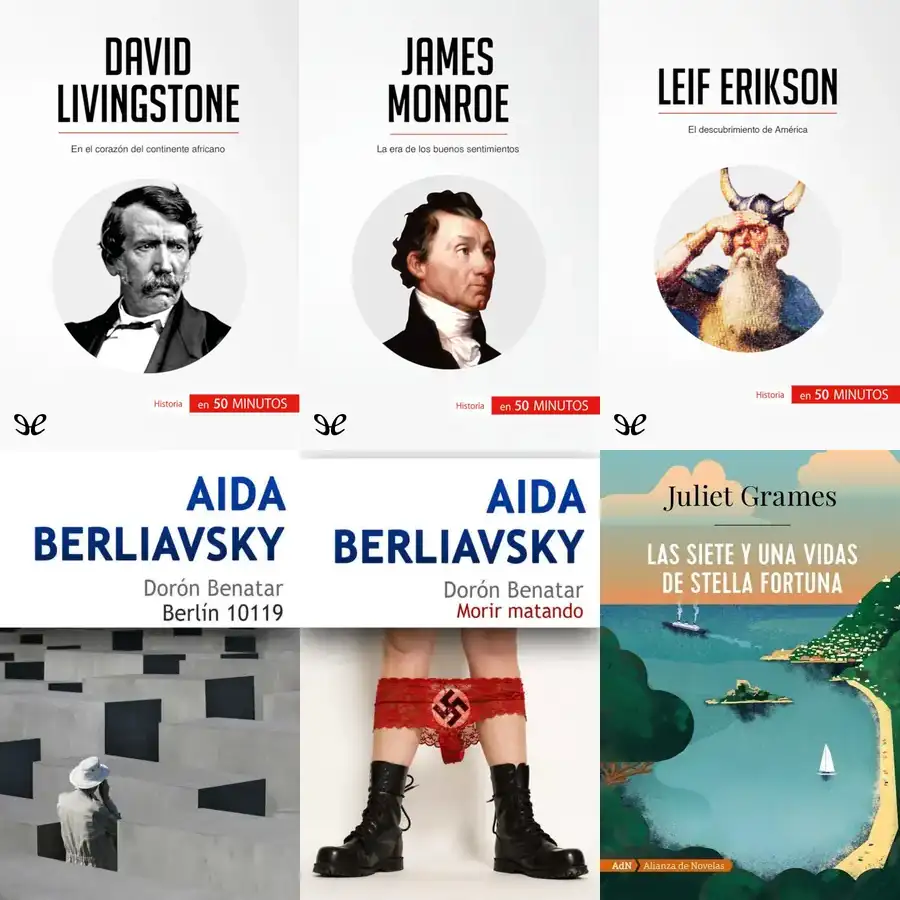 DAVID
LIVINGSTONE
En el corazón del continente africano
Historia
en 50 MINUTOS
JAMES
MONROE
La era de los buenos sentimientos
Historia
en 50 MINUTOS
LEIF ERIKSON
El descubrimiento de América
Historia
en 50 MINUTOS
AIDA
BERLIAVSKY
Dorón Benatar
Berlín 10119
AIDA
BERLIAVSKY
Dorón Benatar
Morir matando
Juliet Grames
LAS SIETE Y UNA VIDAS
DE STELLA FORTUNA
AdN Alianza de Novelas